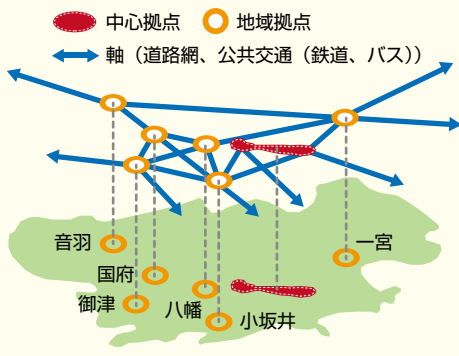 中心拠点 地域拠点
軸（道路網、公共交通（鉄道、バス））
音羽
一宮
国府
御津
八幡
小坂井